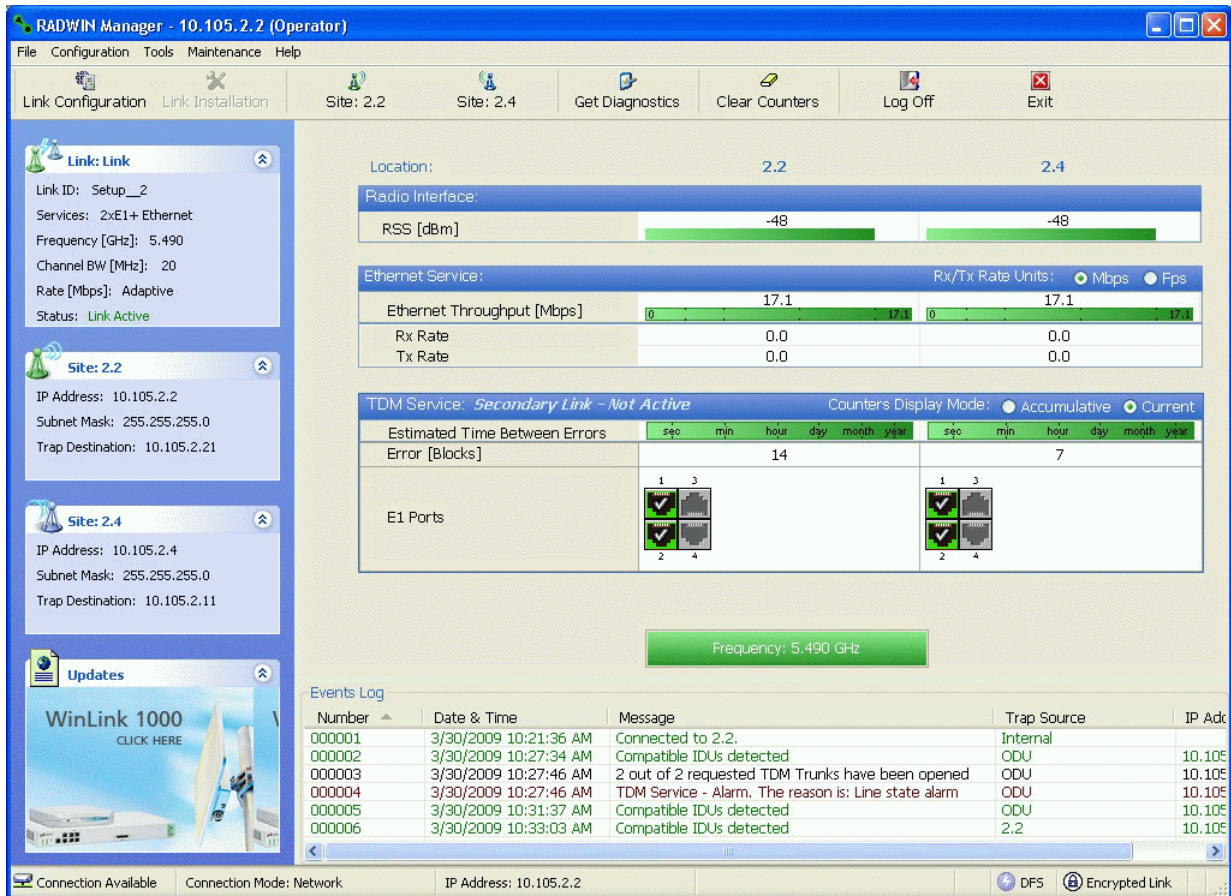 RADWIN Manager - 10.105.2.2 (Operator)
File Configuration Tools Maintenance Help
Link Configuration Link Installation Site: 2.2 Site: 2.4 Get Diagnostics Clear Counters Log Off Exit
Link: Link
Link ID: Setup__2
Services: 2xE1+ Ethernet
Frequency [GHz]: 5.490
Channel BW [MHz]: 20
Rate [Mbps]: Adaptive
Status: Link Active
Site: 2.2
IP Address: 10.105.2.2
Subnet Mask: 255.255.255.0
Trap Destination: 10.105.2.21
Site: 2.4
IP Address: 10.105.2.4
Subnet Mask: 255.255.255.0
Trap Destination: 10.105.2.11
Updates
WinLink 1000
CLICK HERE
Location: 2.2 2.4
Radio Interface:
RSS [dBm] -48 -48
Ethernet Service: Rx/Tx Rate Units: Mbps Fps
Ethernet Throughput [Mbps] 17.1 17.1
0 17.1 0 17.1
Rx Rate 0.0 0.0
Tx Rate 0.0 0.0
TDM Service: Secondary Link - Not Active Counters Display Mode: Accumulative Current
Estimated Time Between Errors sec min hour day month year sec min hour day month year
Error [Blocks] 14 7
1 3 1 3
E1 Ports
2 4 2 4
Frequency: 5.490 GHz
Events Log
Number Date & Time Message Trap Source IP Add
000001 3/30/2009 10:21:36 AM Connected to 2.2. Internal
000002 3/30/2009 10:27:34 AM Compatible IDUs detected ODU 10.105
000003 3/30/2009 10:27:46 AM 2 out of 2 requested TDM Trunks have been opened ODU 10.105
000004 3/30/2009 10:27:46 AM TDM Service - Alarm. The reason is: Line state alarm ODU 10.105
000005 3/30/2009 10:31:37 AM Compatible IDUs detected ODU 10.105
000006 3/30/2009 10:33:03 AM Compatible IDUs detected 2.2 10.105
Connection Available Connection Mode: Network IP Address: 10.105.2.2 DFS Encrypted Link